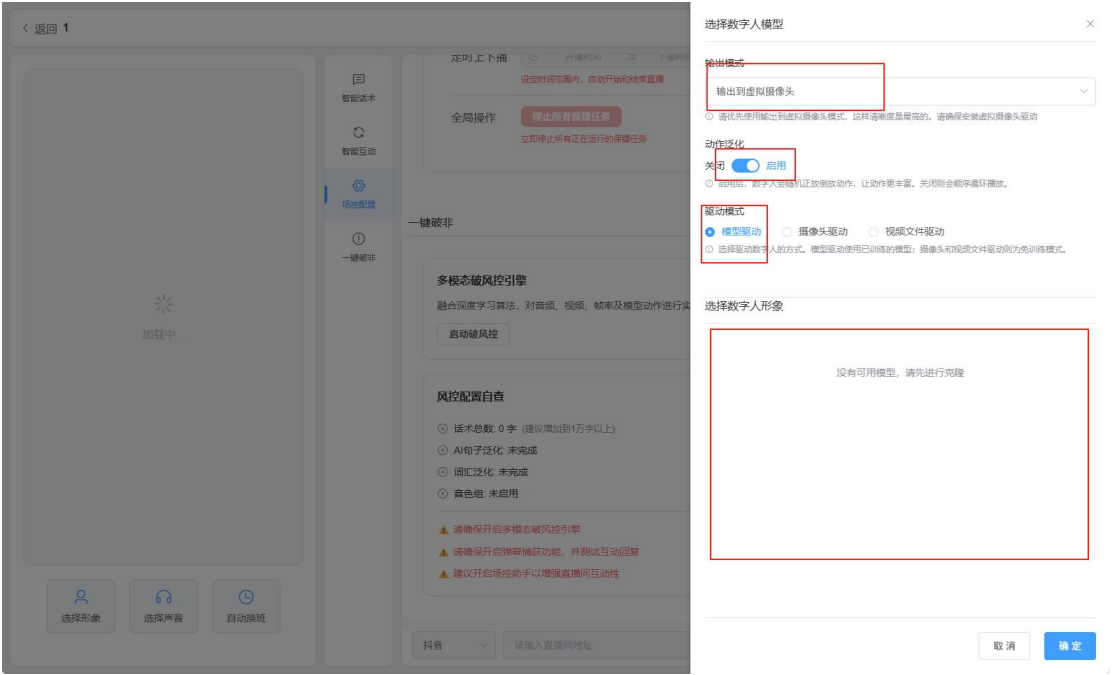 返回 1
加载中...
选择形象
选择声音
自动换班
智能话术
智能互动
场控配置
一键破非
定时上下播 开播时间 至 下播时间
设定时间范围内，自动开始和结束直播
全局操作 停止所有保镖任务
立即停止所有正在运行的保镖任务
一键破非
多模态破风控引擎
融合深度学习算法，对音频、视频、帧率及模型动作进行实
启动破风控
风控配置自查
话术总数: 0 字 (建议增加到1万字以上)
AI句子泛化: 未完成
词汇泛化: 未完成
音色组: 未启用
请确保开启多模态破风控引擎
请确保开启弹幕捕获功能，并测试互动回复
建议开启场控助手以增强直播间互动性
抖音 请输入直播间地址
选择数字人模型
输出模式
输出到虚拟摄像头
请优先使用输出到虚拟摄像头模式，这样清晰度是最高的。请确保安装虚拟摄像头驱动
动作泛化
关闭 启用
启用后，数字人会随机正放倒放动作，让动作更丰富。关闭则会顺序循环播放。
驱动模式
模型驱动 摄像头驱动 视频文件驱动
选择驱动数字人的方式。模型驱动使用已训练的模型；摄像头和视频文件驱动则为免训练模式。
选择数字人形象
没有可用模型，请先进行克隆
取消 确定